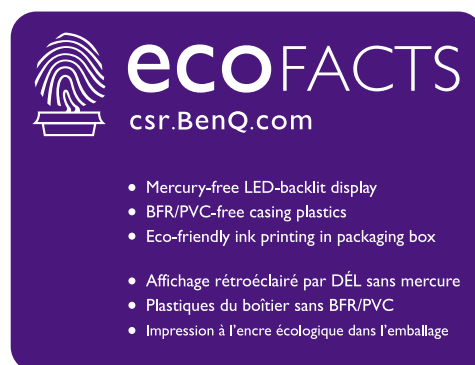 ecoFACTS
csr.BenQ.com
• Mercury-free LED-backlit display
• BFR/PVC-free casing plastics
• Eco-friendly ink printing in packaging box
• Affichage rétroéclairé par DÉL sans mercure
• Plastiques du boîtier sans BFR/PVC
• Impression à l'encre écologique dans l'emballage